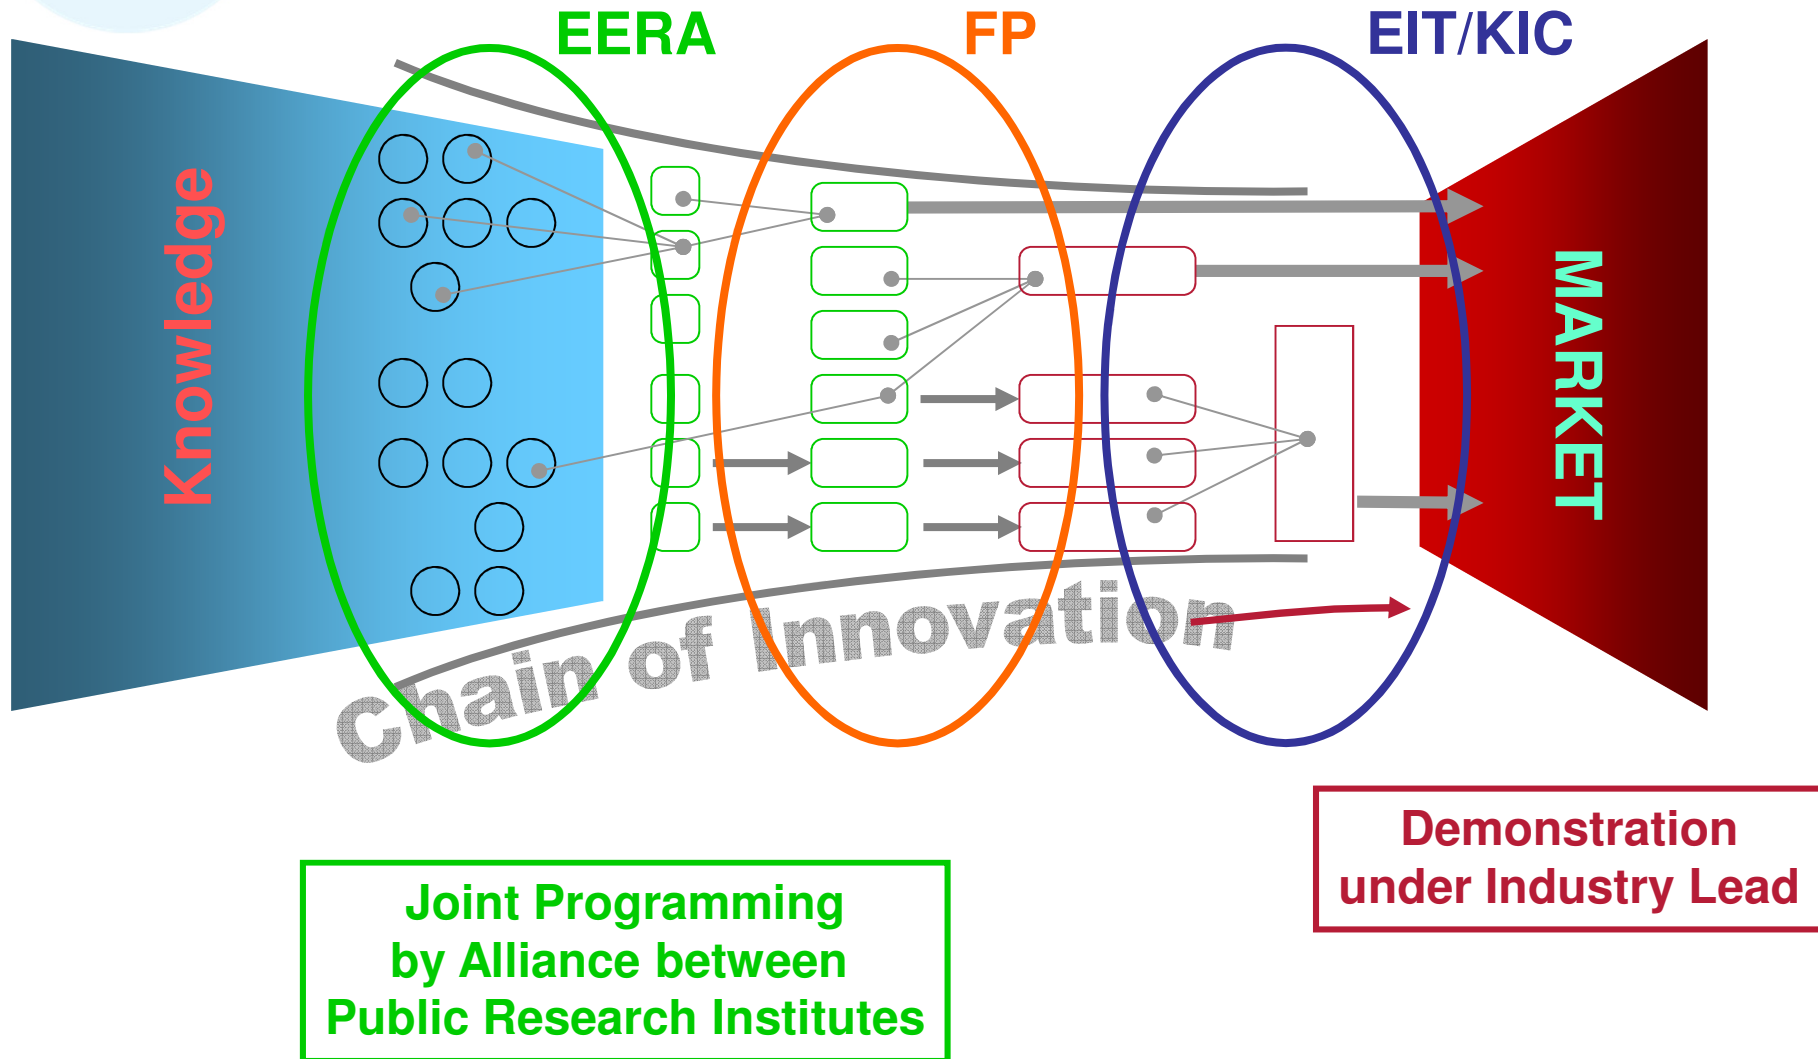 EERA
FP
EIT/KIC
Knowledge
MARKET
Chain of Innovation
Demonstration
under Industry Lead
Joint Programming
by Alliance between
Public Research Institutes